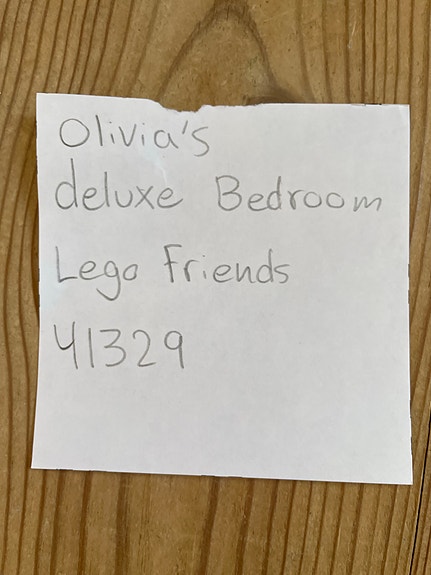 Olivia's
deluxe Bedroom
Lego Friends
41329